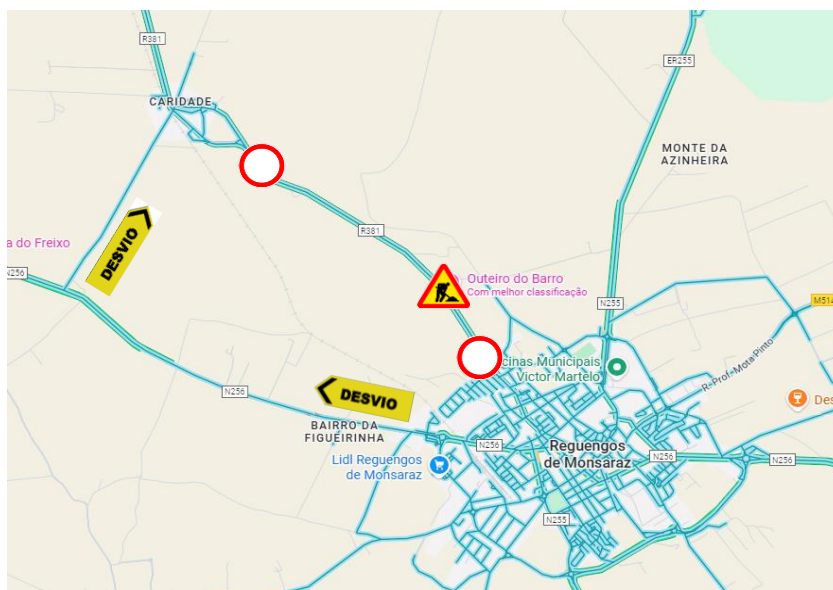 R381
ER255
CARIDADE
MONTE DA
AZINHEIRA
R381
a do Freixo
DESVIO
N256
Outeiro do Barro
Com melhor classificação
N255
M514
cinas Municipais
Victor Martelo
R. Prof. Mota Pinto
N256
DESVIO
Des
BAIRRO DA
FIGUEIRINHA
N256
Reguengos
de Monsaraz
N256
N256
Lidl Reguengos
de Monsaraz
N255